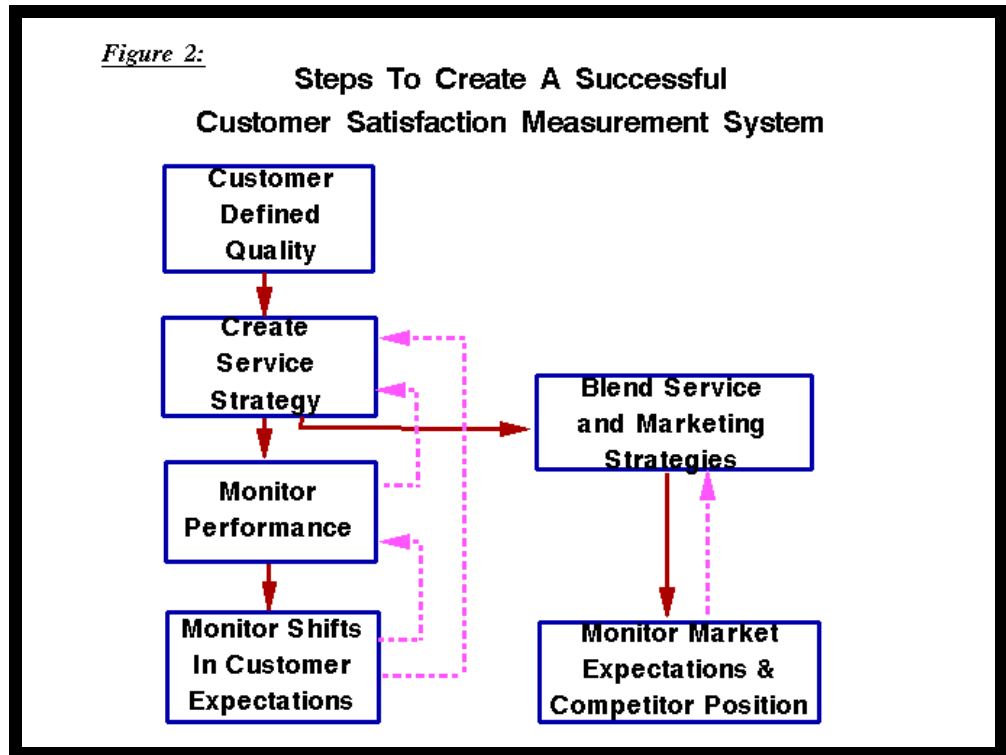 Figure 2:
Steps To Create A Successful
Customer Satisfaction Measurement System
Customer
Defined
Quality
Create
Service
Strategy
Monitor
Performance
Monitor Shifts
In Customer
Expectations
Blend Service
and Marketing
Strategies
Monitor Market
Expectations &
Competitor Position